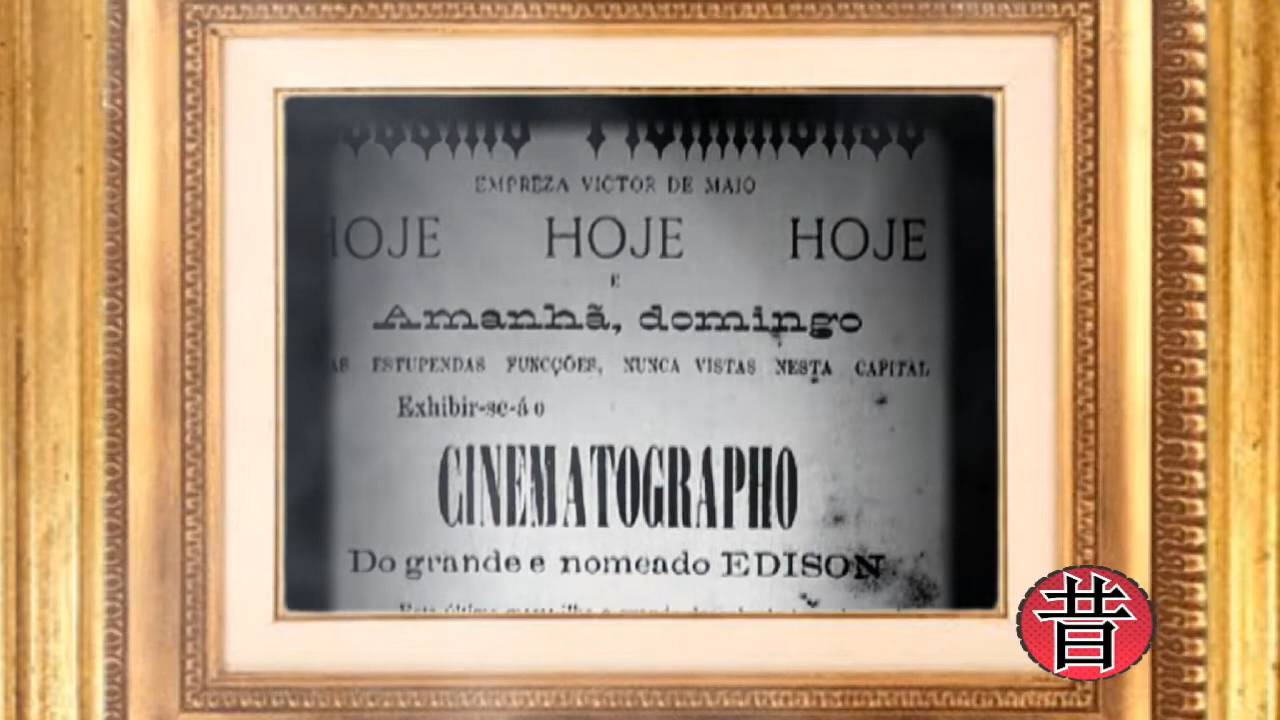 EMPREZA VICTOR DE MAIO
HOJE HOJE HOJE
E
Amanhã, domingo
ESTUPENDAS FUNCÇÕES, NUNCA VISTAS NESTA CAPITAL
Exhibir-se-á o
CINEMATOGRAPHO
Do grande e nomeado EDISON
昔